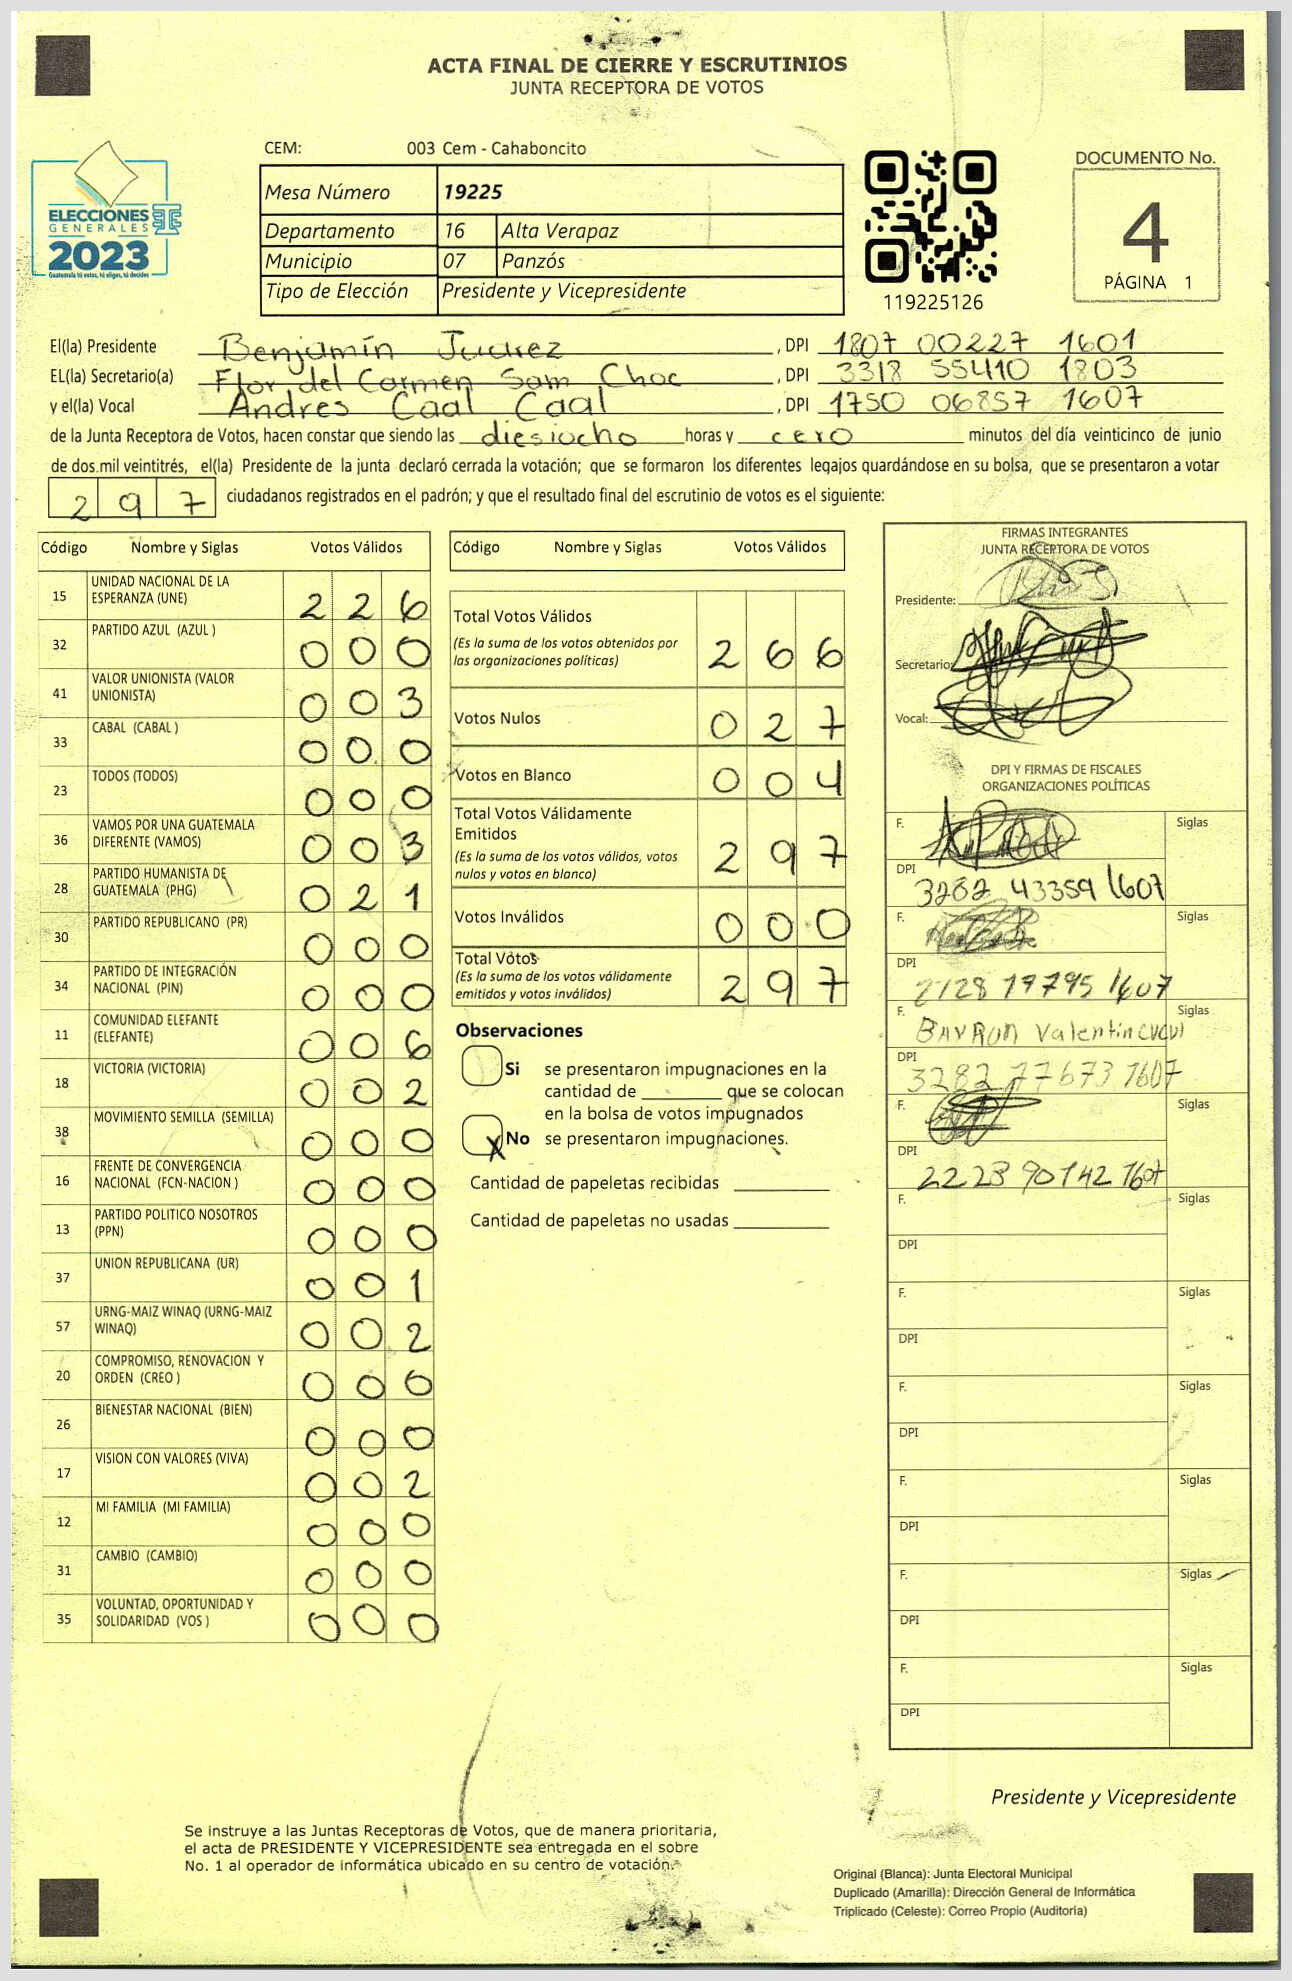 ACTA FINAL DE CIERRE Y ESCRUTINIOS
JUNTA RECEPTORA DE VOTOS
ELECCIONES
GENERALES
2023
Guatemala tú votas, tú eliges, tú decides
CEM: 003 Cem - Cahaboncito
Mesa Número 19225
Departamento 16 Alta Verapaz
Municipio 07 Panzós
Tipo de Elección Presidente y Vicepresidente
119225126
DOCUMENTO No.
4
PÁGINA 1
El(la) Presidente Benjamín Juarez , DPI 1807 00227 1601
EL(la) Secretario(a) Flor del Carmen Sam Choc , DPI 3318 55410 1803
y el(la) Vocal Andres Caal Caal , DPI 1750 06857 1607
de la Junta Receptora de Votos, hacen constar que siendo las diesiocho horas y cero minutos del día veinticinco de junio
de dos mil veintitrés, el(la) Presidente de la junta declaró cerrada la votación; que se formaron los diferentes legajos quardándose en su bolsa, que se presentaron a votar
297 ciudadanos registrados en el padrón; y que el resultado final del escrutinio de votos es el siguiente:
Código Nombre y Siglas Votos Válidos
15 UNIDAD NACIONAL DE LA
ESPERANZA (UNE) 2 2 6
32 PARTIDO AZUL (AZUL ) 0 0 0
41 VALOR UNIONISTA (VALOR
UNIONISTA) 0 0 3
33 CABAL (CABAL ) 0 0 0
23 TODOS (TODOS) 0 0 0
36 VAMOS POR UNA GUATEMALA
DIFERENTE (VAMOS) 0 0 3
28 PARTIDO HUMANISTA DE
GUATEMALA (PHG) 0 2 1
30 PARTIDO REPUBLICANO (PR) 0 0 0
34 PARTIDO DE INTEGRACIÓN
NACIONAL (PIN) 0 0 0
11 COMUNIDAD ELEFANTE
(ELEFANTE) 0 0 6
18 VICTORIA (VICTORIA) 0 0 2
38 MOVIMIENTO SEMILLA (SEMILLA) 0 0 0
16 FRENTE DE CONVERGENCIA
NACIONAL (FCN-NACION ) 0 0 0
13 PARTIDO POLITICO NOSOTROS
(PPN) 0 0 0
37 UNION REPUBLICANA (UR) 0 0 1
57 URNG-MAIZ WINAQ (URNG-MAIZ
WINAQ) 0 0 2
20 COMPROMISO, RENOVACION Y
ORDEN (CREO ) 0 0 0
26 BIENESTAR NACIONAL (BIEN) 0 0 0
17 VISION CON VALORES (VIVA) 0 0 2
12 MI FAMILIA (MI FAMILIA) 0 0 0
31 CAMBIO (CAMBIO) 0 0 0
35 VOLUNTAD, OPORTUNIDAD Y
SOLIDARIDAD (VOS ) 0 0 0
Código Nombre y Siglas Votos Válidos
Total Votos Válidos
(Es la suma de los votos obtenidos por
las organizaciones políticas) 2 6 6
Votos Nulos 0 2 7
Votos en Blanco 0 0 4
Total Votos Válidamente
Emitidos
(Es la suma de los votos válidos, votos
nulos y votos en blanco) 2 9 7
Votos Inválidos 0 0 0
Total Votos
(Es la suma de los votos válidamente
emitidos y votos inválidos) 2 9 7
Observaciones
Si se presentaron impugnaciones en la
cantidad de ________ que se colocan
en la bolsa de votos impugnados
X No se presentaron impugnaciones.
Cantidad de papeletas recibidas
Cantidad de papeletas no usadas
FIRMAS INTEGRANTES
JUNTA RECEPTORA DE VOTOS
Presidente:
Secretario:
Vocal:
DPI Y FIRMAS DE FISCALES
ORGANIZACIONES POLÍTICAS
F. Siglas
DPI 3282 43359 1607
F. Siglas
DPI 2128 79795 1607
F. BAYRON Valentin cucul Siglas
DPI 3282 77673 1607
F. Siglas
DPI 2223 90142 1607
F. Siglas
DPI
F. Siglas
DPI
F. Siglas
DPI
F. Siglas
DPI
F. Siglas
DPI
F. Siglas
DPI
Presidente y Vicepresidente
Se instruye a las Juntas Receptoras de Votos, que de manera prioritaria,
el acta de PRESIDENTE Y VICEPRESIDENTE sea entregada en el sobre
No. 1 al operador de informática ubicado en su centro de votación.
Original (Blanca): Junta Electoral Municipal
Duplicado (Amarilla): Dirección General de Informática
Triplicado (Celeste): Correo Propio (Auditoría)